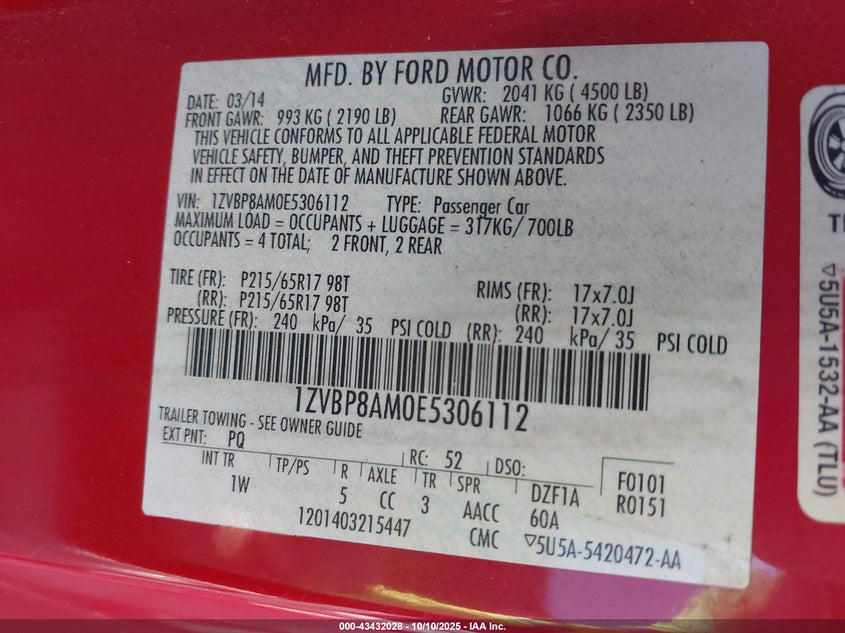 MFD. BY FORD MOTOR CO.
DATE: 03/14 GVWR: 2041 KG ( 4500 LB)
FRONT GAWR: 993 KG ( 2190 LB) REAR GAWR: 1066 KG ( 2350 LB)
THIS VEHICLE CONFORMS TO ALL APPLICABLE FEDERAL MOTOR
VEHICLE SAFETY, BUMPER, AND THEFT PREVENTION STANDARDS
IN EFFECT ON THE DATE OF MANUFACTURE SHOWN ABOVE.
VIN: 1ZVBP8AM0E5306112 TYPE: Passenger Car
MAXIMUM LOAD = OCCUPANTS + LUGGAGE = 317KG/ 700LB
OCCUPANTS = 4 TOTAL; 2 FRONT, 2 REAR
TIRE (FR): P215/65R17 98T RIMS (FR): 17x7.0J
(RR): P215/65R17 98T (RR): 17x7.0J
PRESSURE (FR): 240 kPa/ 35 PSI COLD (RR): 240 kPa/ 35 PSI COLD
1ZVBP8AM0E5306112
TRAILER TOWING - SEE OWNER GUIDE
EXT PNT: PQ RC: 52 DSO: F0101
INT TR TP/PS R AXLE TR SPR DZF1A R0151
1W 5 CC 3 AACC 60A
1201403215447 CMC ▽5U5A-5420472-AA
▽5U5A-1532-AA (TLU)
000-43432028 - 10/10/2025 - IAA Inc.